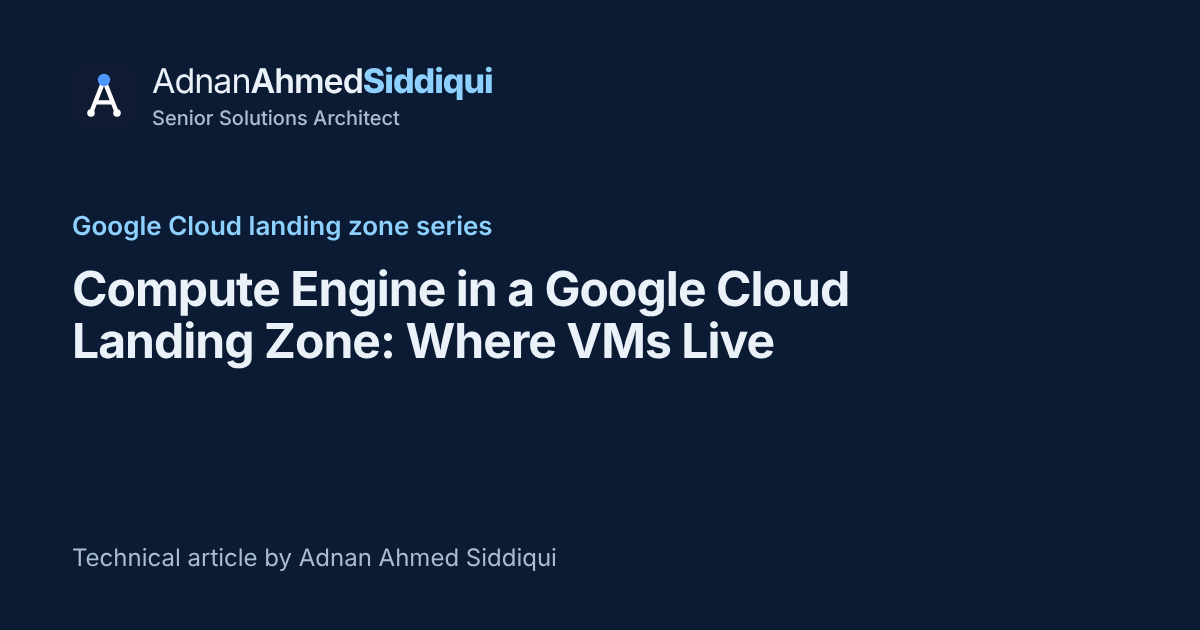 AdnanAhmedSiddiqui
Senior Solutions Architect
Google Cloud landing zone series
Compute Engine in a Google Cloud
Landing Zone: Where VMs Live
Technical article by Adnan Ahmed Siddiqui